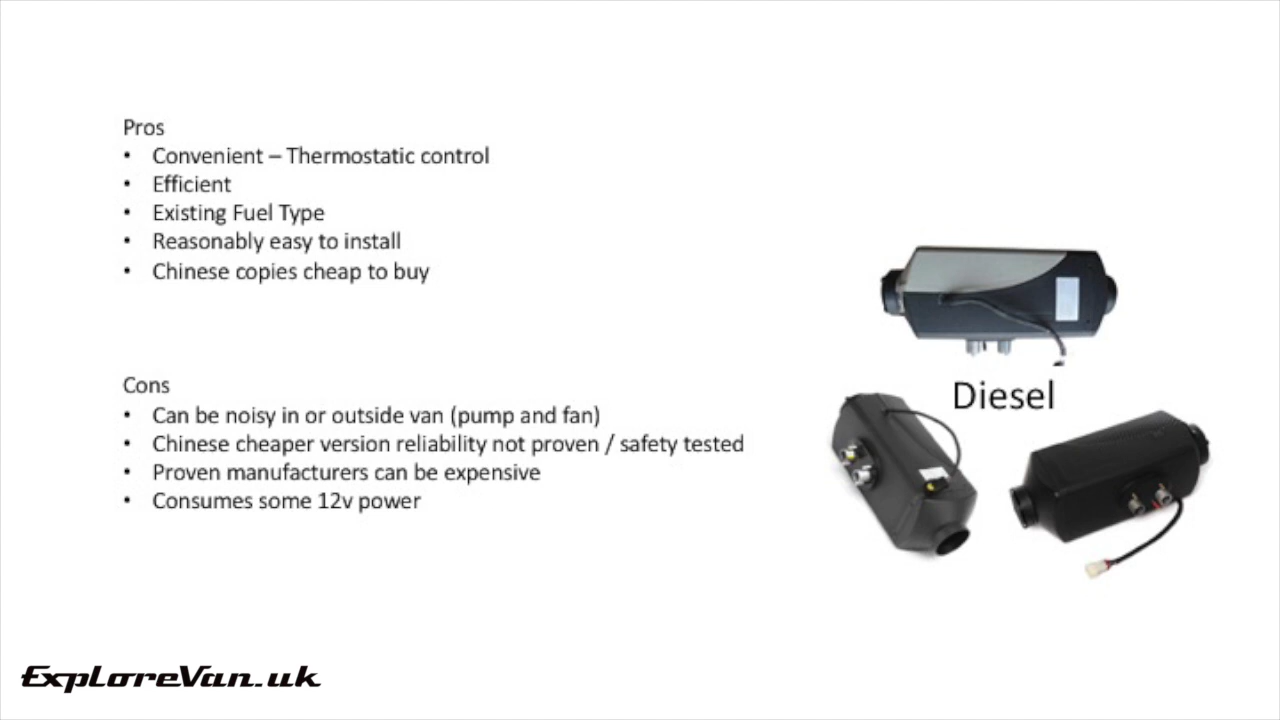 Pros
• Convenient – Thermostatic control
• Efficient
• Existing Fuel Type
• Reasonably easy to install
• Chinese copies cheap to buy
Cons
• Can be noisy in or outside van (pump and fan)
• Chinese cheaper version reliability not proven / safety tested
• Proven manufacturers can be expensive
• Consumes some 12v power
Diesel
ExploreVan.uk